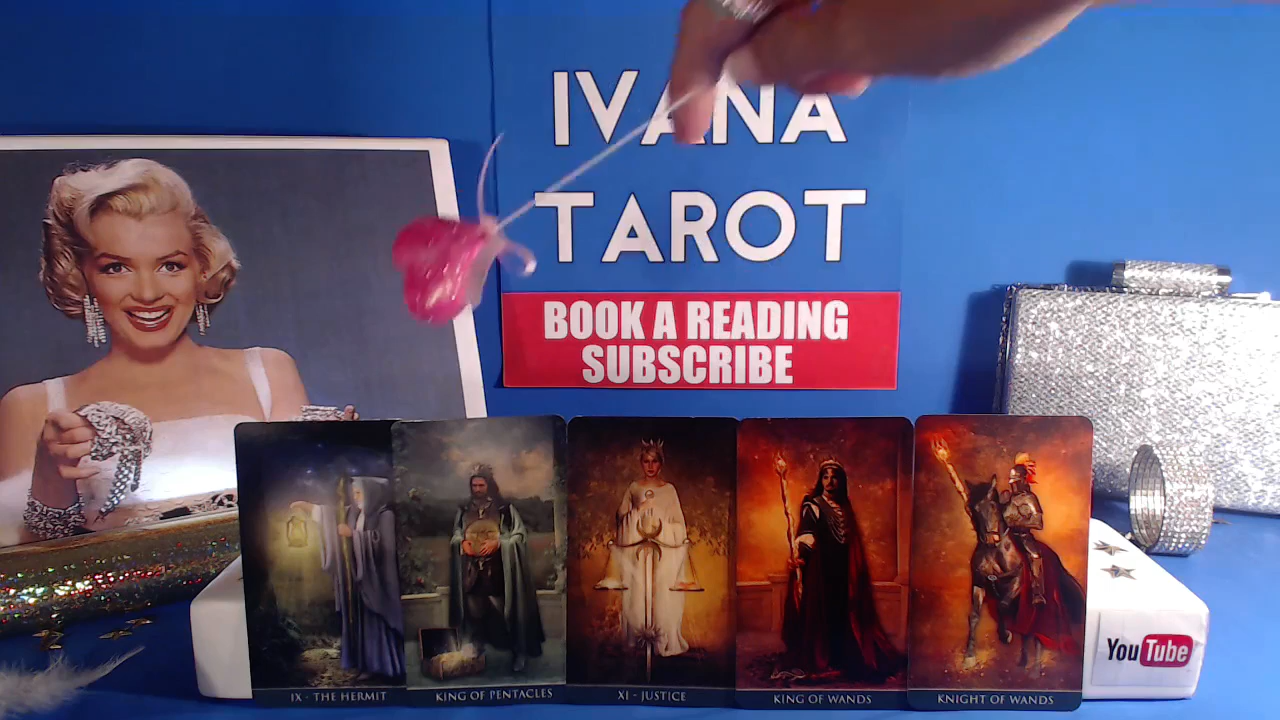 IVANA
TAROT
BOOK A READING
SUBSCRIBE
IX - THE HERMIT
KING OF PENTACLES
XI - JUSTICE
KING OF WANDS
KNIGHT OF WANDS
YouTube